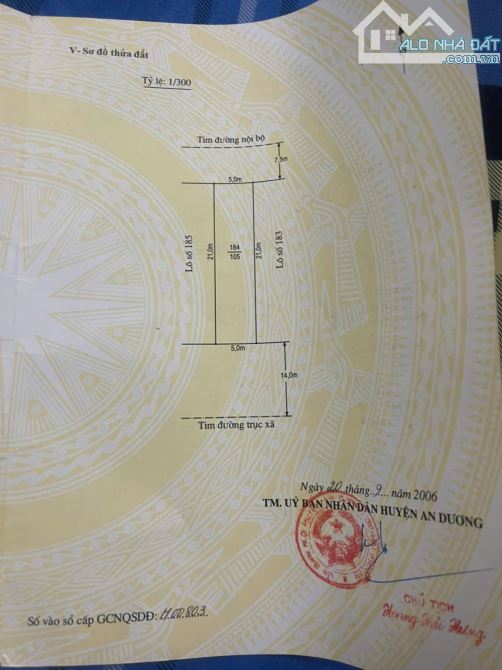 ALO NHÀ ĐẤT
.com.vn
V- Sơ đồ thửa đất
Tỷ lệ: 1/300
Tim đường nội bộ
7,5m
5,0m
Lô số 185
21,0m
184
105
21,0m
Lô số 183
5,0m
14,0m
Tim đường trục xã
Ngày 20 tháng 9 năm 2006
TM. UỶ BAN NHÂN DÂN HUYỆN AN DƯƠNG
CHỦ TỊCH
Số vào sổ cấp GCNQSDĐ: